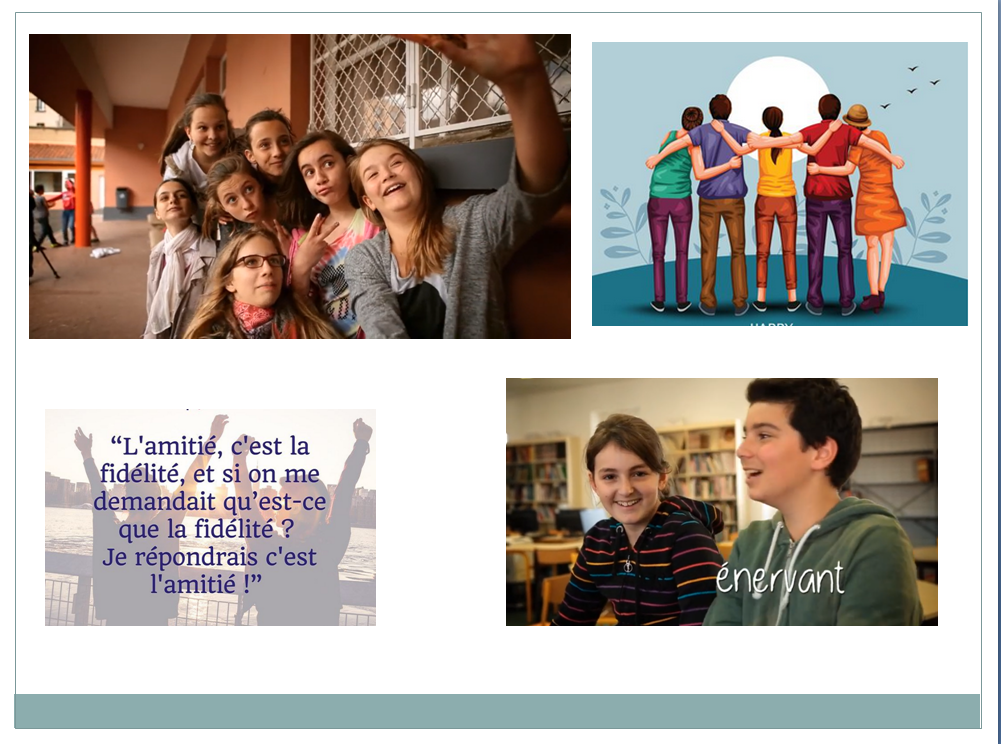 HAPPY
“L'amitié, c'est la
fidélité, et si on me
demandait qu’est-ce
que la fidélité ?
Je répondrais c'est
l'amitié !”
énervant